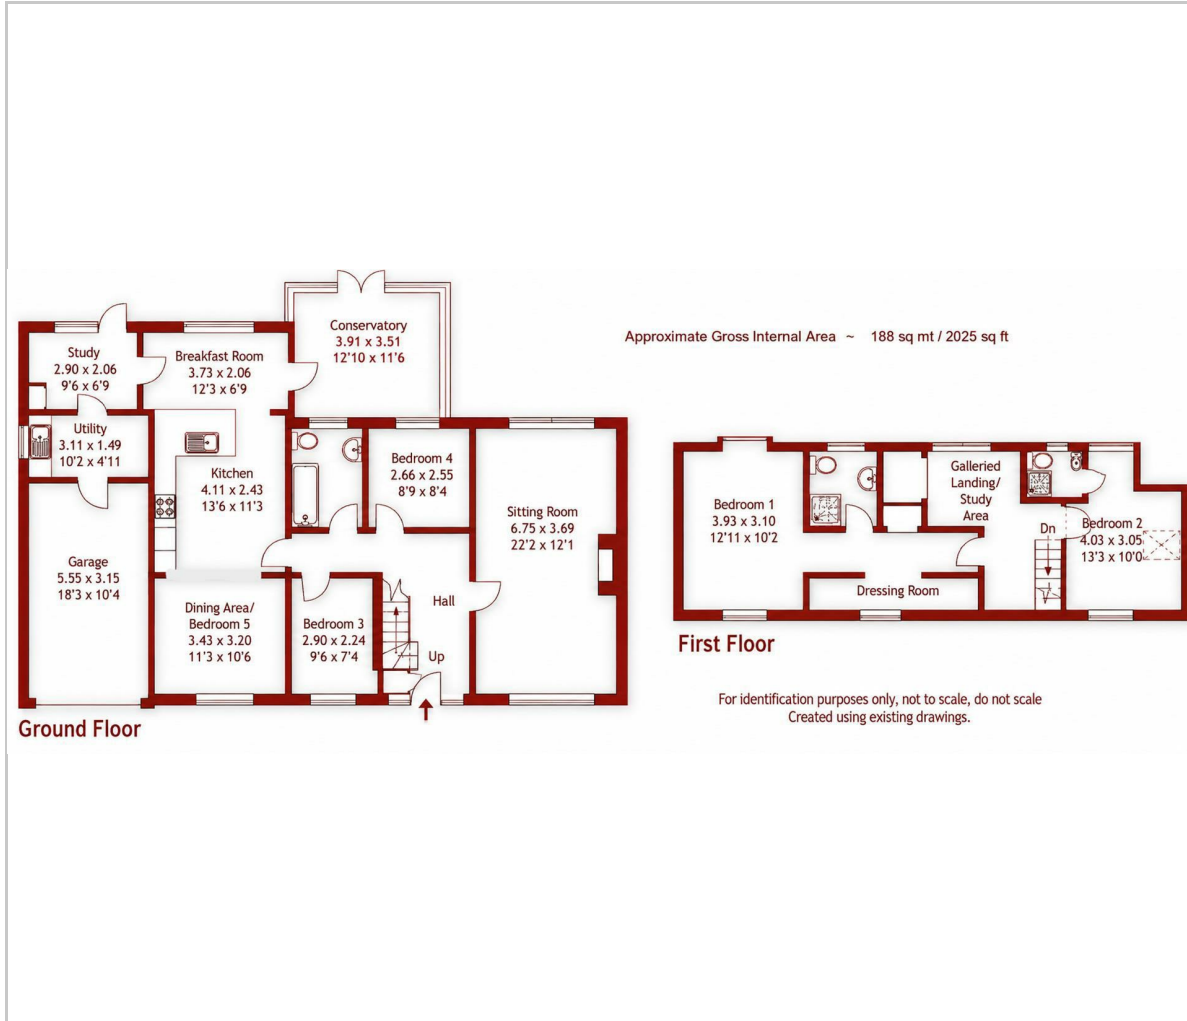 Approximate Gross Internal Area ~ 188 sq mt / 2025 sq ft
Conservatory
3.91 x 3.51
12'10 x 11'6
Study
2.90 x 2.06
9'6 x 6'9
Breakfast Room
3.73 x 2.06
12'3 x 6'9
Utility
3.11 x 1.49
10'2 x 4'11
Kitchen
4.11 x 2.43
13'6 x 11'3
Bedroom 4
2.66 x 2.55
8'9 x 8'4
Sitting Room
6.75 x 3.69
22'2 x 12'1
Garage
5.55 x 3.15
18'3 x 10'4
Dining Area/
Bedroom 5
3.43 x 3.20
11'3 x 10'6
Bedroom 3
2.90 x 2.24
9'6 x 7'4
Hall
Up
Ground Floor
Bedroom 1
3.93 x 3.10
12'11 x 10'2
Galleried
Landing/
Study
Area
Dn
Bedroom 2
4.03 x 3.05
13'3 x 10'0
Dressing Room
First Floor
For identification purposes only, not to scale, do not scale
Created using existing drawings.